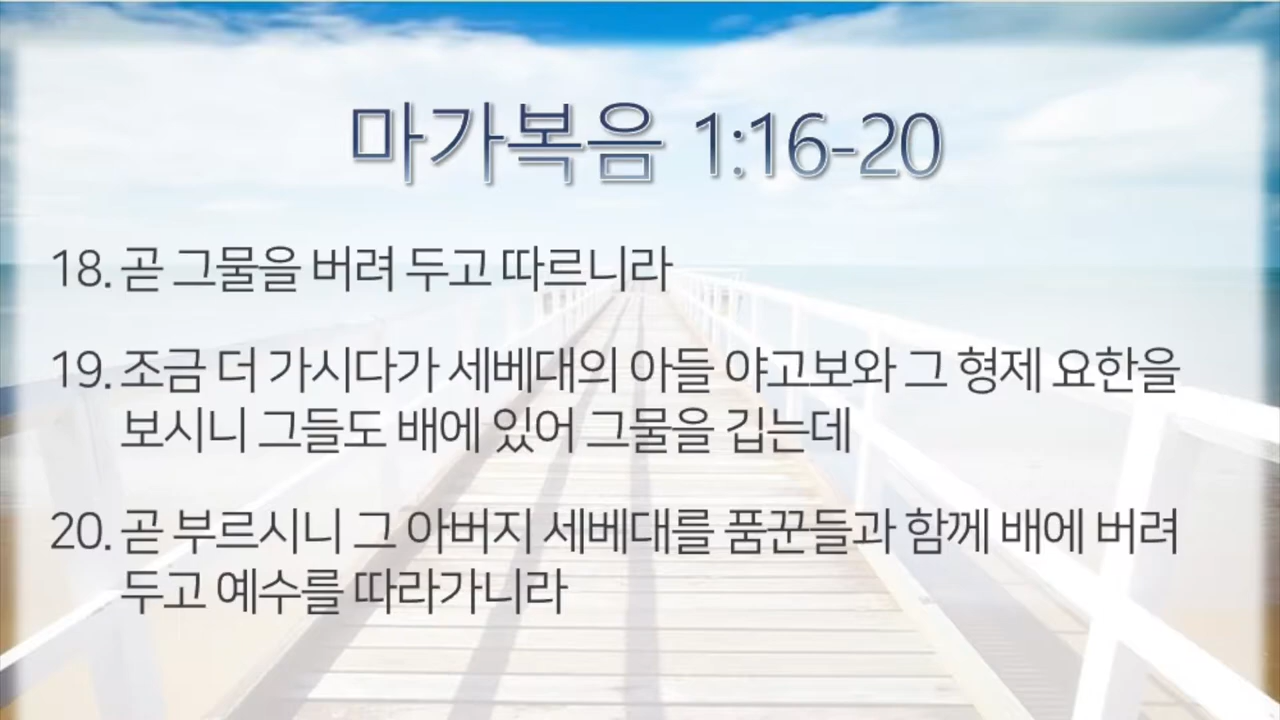 마가복음 1:16-20
18. 곧 그물을 버려 두고 따르니라
19. 조금 더 가시다가 세베대의 아들 야고보와 그 형제 요한을
보시니 그들도 배에 있어 그물을 깁는데
20. 곧 부르시니 그 아버지 세베대를 품꾼들과 함께 배에 버려
두고 예수를 따라가니라